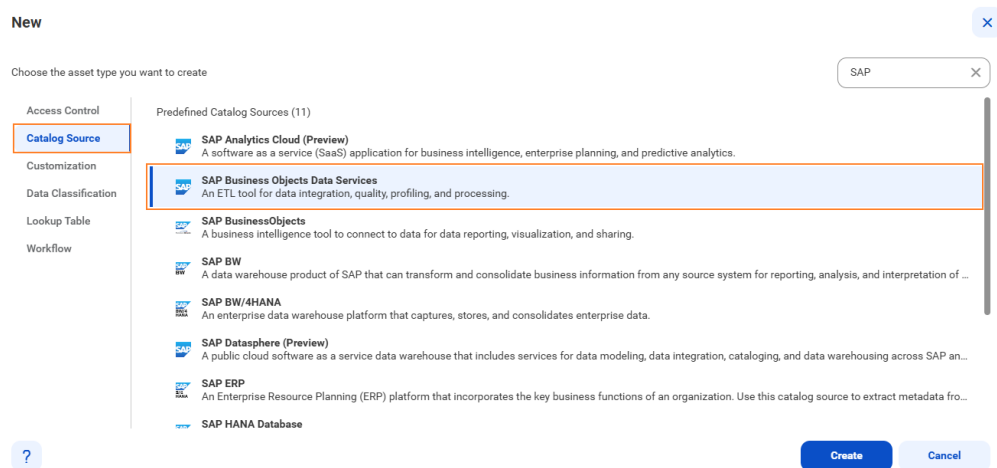 New
Choose the asset type you want to create
SAP
Access Control
Catalog Source
Customization
Data Classification
Lookup Table
Workflow
Predefined Catalog Sources (11)
SAP Analytics Cloud (Preview)
A software as a service (SaaS) application for business intelligence, enterprise planning, and predictive analytics.
SAP Business Objects Data Services
An ETL tool for data integration, quality, profiling, and processing.
SAP BusinessObjects
A business intelligence tool to connect to data for data reporting, visualization, and sharing.
SAP BW
A data warehouse product of SAP that can transform and consolidate business information from any source system for reporting, analysis, and interpretation of ...
SAP BW/4HANA
An enterprise data warehouse platform that captures, stores, and consolidates enterprise data.
SAP Datasphere (Preview)
A public cloud software as a service data warehouse that includes services for data modeling, data integration, cataloging, and data warehousing across SAP an...
SAP ERP
An Enterprise Resource Planning (ERP) platform that incorporates the key business functions of an organization. Use this catalog source to extract metadata fro...
SAP HANA Database
?
Create
Cancel